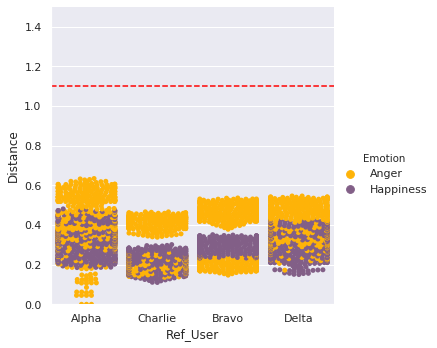 1.4
1.2
1.0
0.8
0.6
0.4
0.2
0.0
Distance
Alpha Charlie Bravo Delta
Ref_User
Emotion
Anger
Happiness